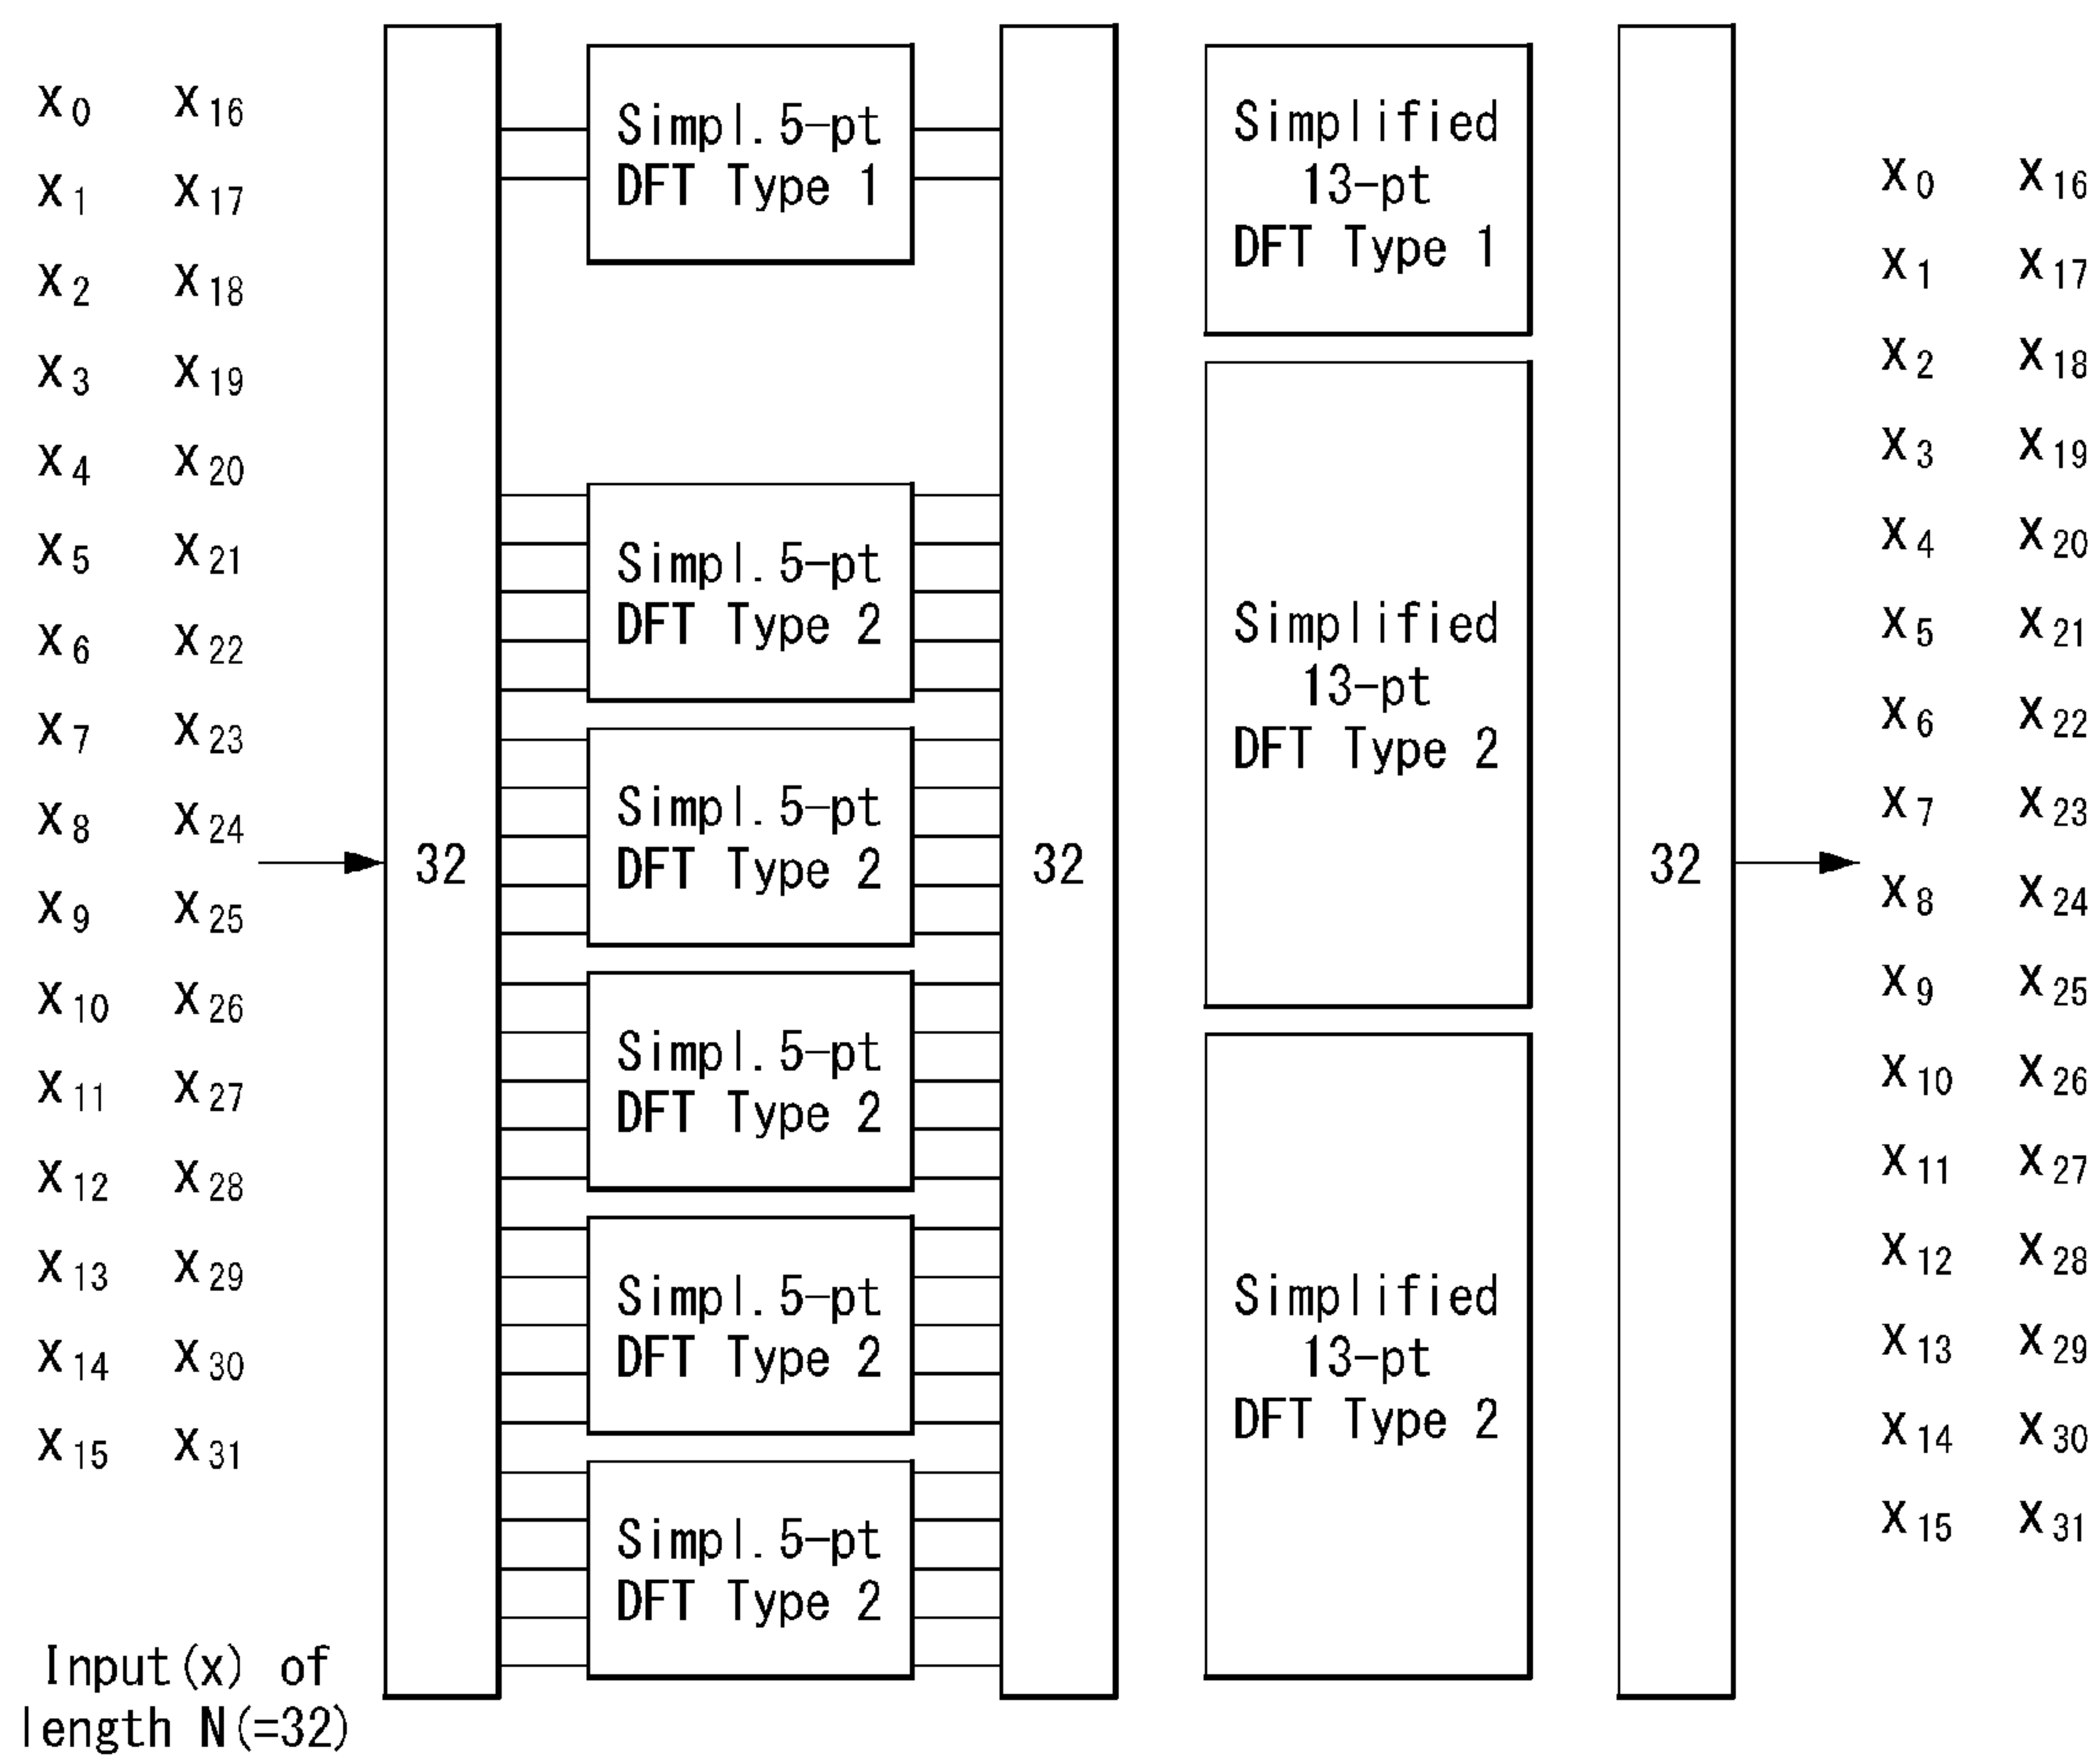 X0 X16
X1 X17
X2 X18
X3 X19
X4 X20
X5 X21
X6 X22
X7 X23
X8 X24
X9 X25
X10 X26
X11 X27
X12 X28
X13 X29
X14 X30
X15 X31
Input(x) of
length N(=32)
32
Simpl.5-pt
DFT Type 1
Simpl.5-pt
DFT Type 2
Simpl.5-pt
DFT Type 2
Simpl.5-pt
DFT Type 2
Simpl.5-pt
DFT Type 2
Simpl.5-pt
DFT Type 2
32
Simplified
13-pt
DFT Type 1
Simplified
13-pt
DFT Type 2
Simplified
13-pt
DFT Type 2
32
X0 X16
X1 X17
X2 X18
X3 X19
X4 X20
X5 X21
X6 X22
X7 X23
X8 X24
X9 X25
X10 X26
X11 X27
X12 X28
X13 X29
X14 X30
X15 X31